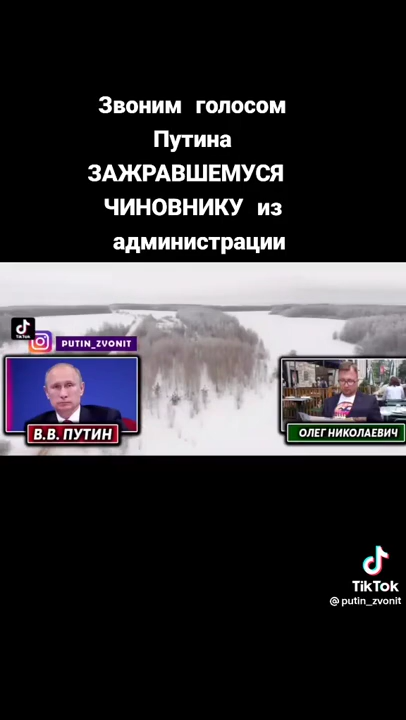 Звоним голосом
Путина
ЗАЖРАВШЕМУСЯ
ЧИНОВНИКУ из
администрации
TikTok
PUTIN_ZVONIT
В.В. ПУТИН
ОЛЕГ НИКОЛАЕВИЧ
TikTok
@putin_zvonit